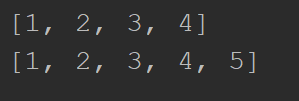 [1, 2, 3, 4]
[1, 2, 3, 4, 5]